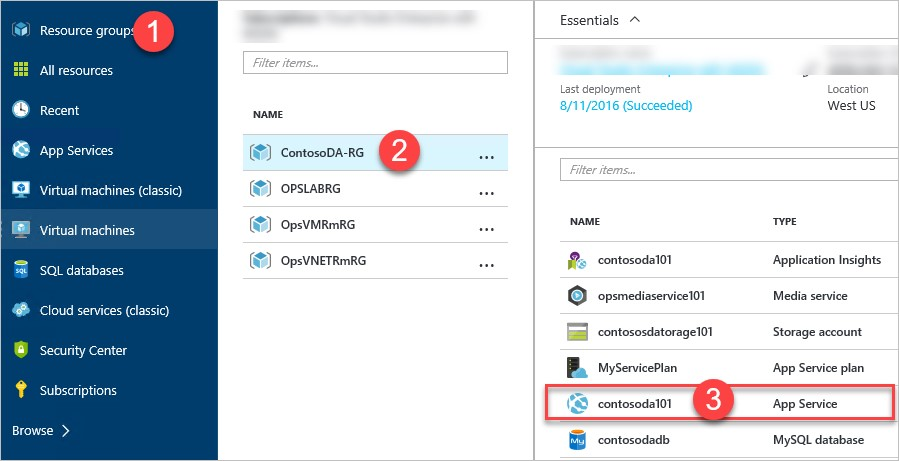 Resource groups
1
All resources
Recent
App Services
Virtual machines (classic)
Virtual machines
SQL databases
Cloud services (classic)
Security Center
Subscriptions
Browse
Filter items...
NAME
ContosoDA-RG
2
...
OPSLABRG
...
OpsVMRmRG
...
OpsVNETRmRG
...
Essentials
Last deployment
8/11/2016 (Succeeded)
Location
West US
Filter items...
NAME TYPE
contosoda101 Application Insights
opsmediaservice101 Media service
contososdatorage101 Storage account
MyServicePlan App Service plan
contosoda101 3 App Service
My contosodadb MySQL database